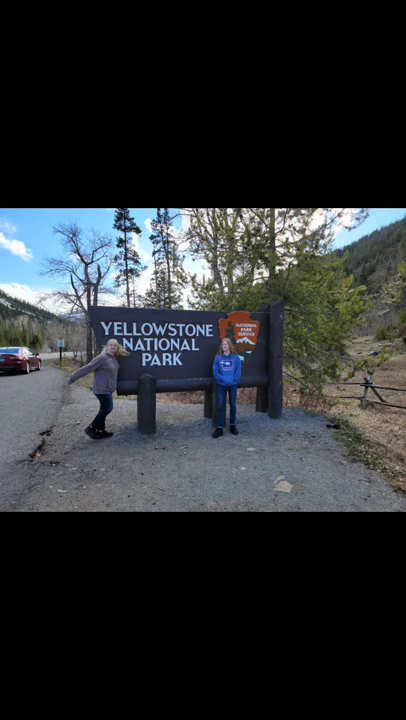 YELLOWSTONE
NATIONAL
PARK
NATIONAL
PARK
SERVICE